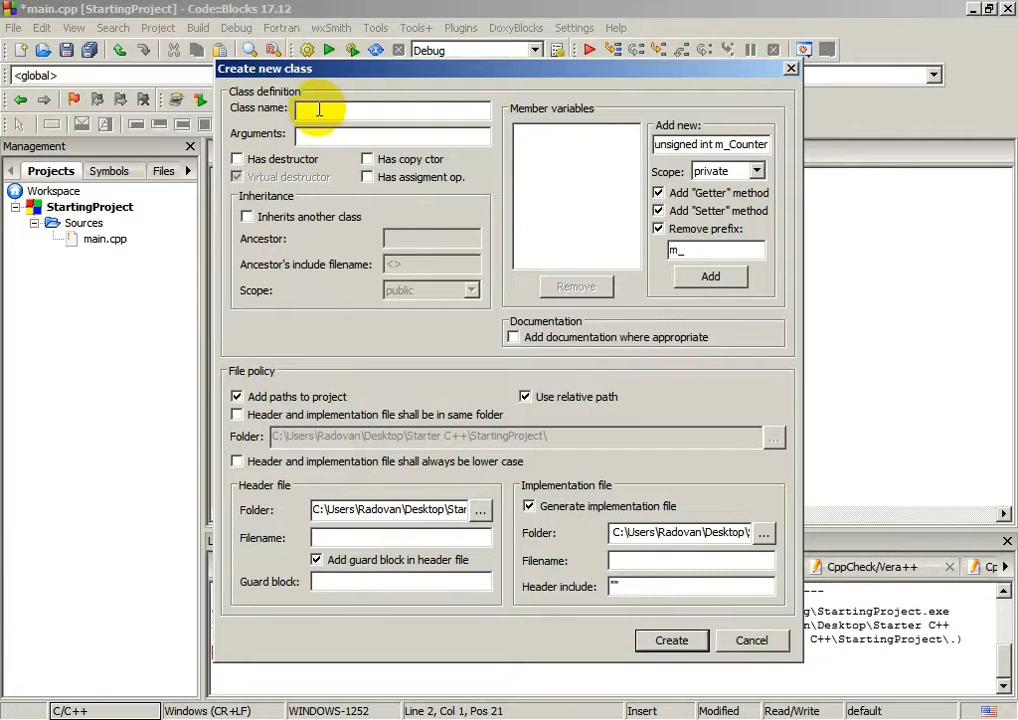 *main.cpp [StartingProject] - Code::Blocks 17.12
File Edit View Search Project Build Debug Fortran wxSmith Tools Tools+ Plugins DoxyBlocks Settings Help
Debug
<global>
Management
Projects Symbols Files
Workspace
StartingProject
Sources
main.cpp
Create new class
Class definition
Class name:
Arguments:
Has destructor
Has copy ctor
Virtual destructor
Has assigment op.
Inheritance
Inherits another class
Ancestor:
Ancestor's include filename: <>
Scope: public
Member variables
Add new:
unsigned int m_Counter
Scope: private
Add "Getter" method
Add "Setter" method
Remove prefix:
m_
Remove
Add
Documentation
Add documentation where appropriate
File policy
Add paths to project
Use relative path
Header and implementation file shall be in same folder
Folder: C:\Users\Radovan\Desktop\Starter C++\StartingProject\
...
Header and implementation file shall always be lower case
Header file
Folder: C:\Users\Radovan\Desktop\Star
...
Filename:
Add guard block in header file
Guard block:
Implementation file
Generate implementation file
Folder: C:\Users\Radovan\Desktop\
...
Filename:
Header include: ""
Create
Cancel
CppCheck/Vera++
----
g\StartingProject.exe
n\Desktop\Starter C++
C++\StartingProject\.)
C/C++ Windows (CR+LF) WINDOWS-1252 Line 2, Col 1, Pos 21 Insert Modified Read/Write default